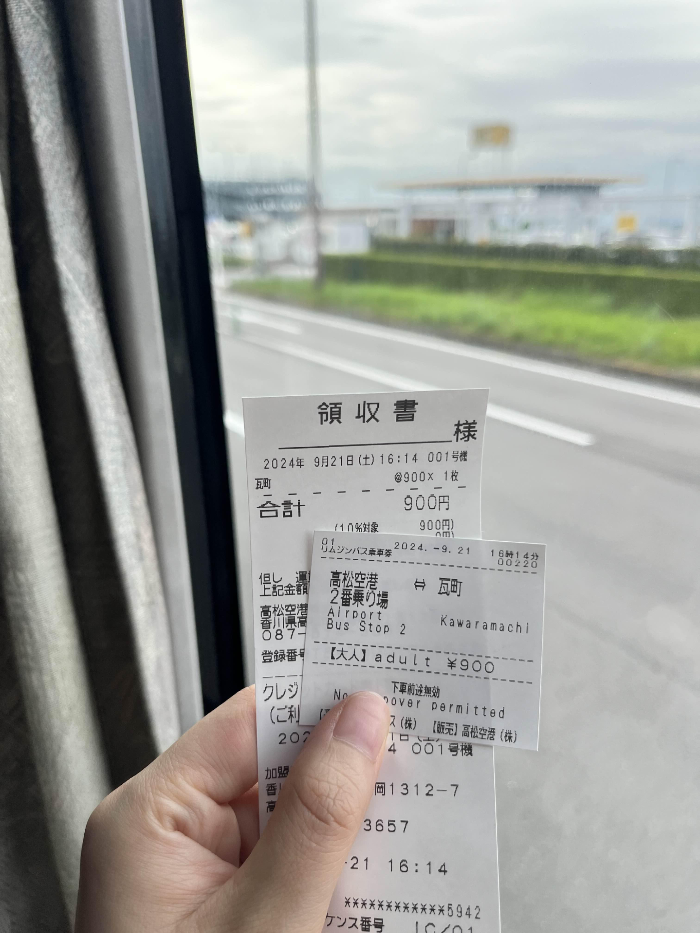 領収書
様
2024年 9月21日(土)16:14 001号機
瓦町 @900× 1枚
合計 900円
(10%対象 900円)
0円)
但し 運
上記金額
高松空港
香川県高
087-
登録番号
クレジ
(ご利
202
4 001号機
加盟
香川 岡1312-7
高
3657
-21 16:14
************5942
ケンス番号 IC/01
01
リムジンバス乗車券 2024.-9.21 16時14分
00220
高松空港 ⇔ 瓦町
2番乗り場
Airport Kawaramachi
Bus Stop 2
【大人】adult ¥900
下車前途無効
No over permitted
ス(株) 【販売】高松空港(株)